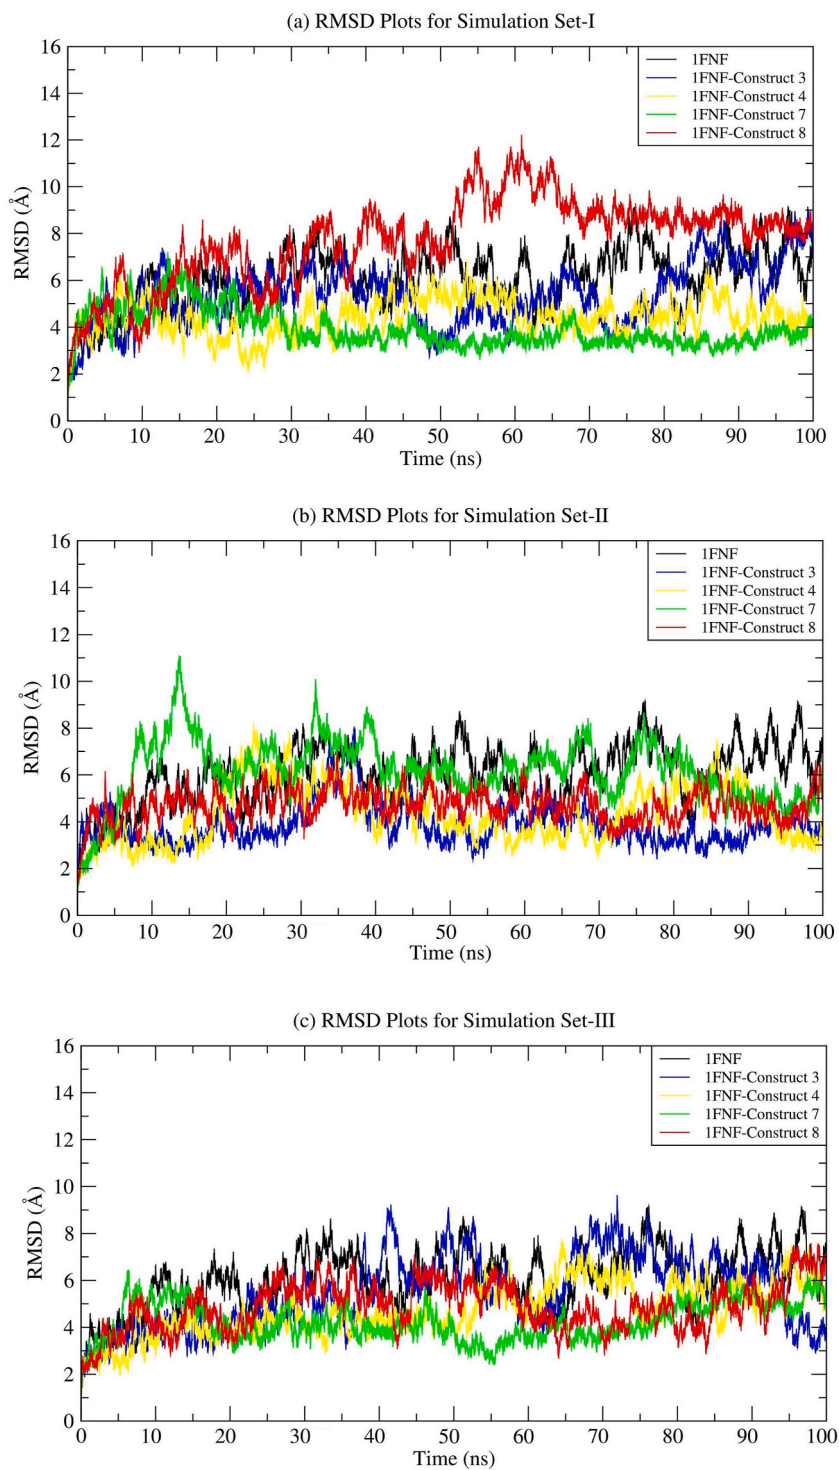 (a) RMSD Plots for Simulation Set-I
16
14
12
10
8
6
4
2
0
RMSD (Å)
1FNF
1FNF-Construct 3
1FNF-Construct 4
1FNF-Construct 7
1FNF-Construct 8
0 10 20 30 40 50 60 70 80 90 100
Time (ns)
(b) RMSD Plots for Simulation Set-II
16
14
12
10
8
6
4
2
0
RMSD (Å)
1FNF
1FNF-Construct 3
1FNF-Construct 4
1FNF-Construct 7
1FNF-Construct 8
0 10 20 30 40 50 60 70 80 90 100
Time (ns)
(c) RMSD Plots for Simulation Set-III
16
14
12
10
8
6
4
2
0
RMSD (Å)
1FNF
1FNF-Construct 3
1FNF-Construct 4
1FNF-Construct 7
1FNF-Construct 8
0 10 20 30 40 50 60 70 80 90 100
Time (ns)